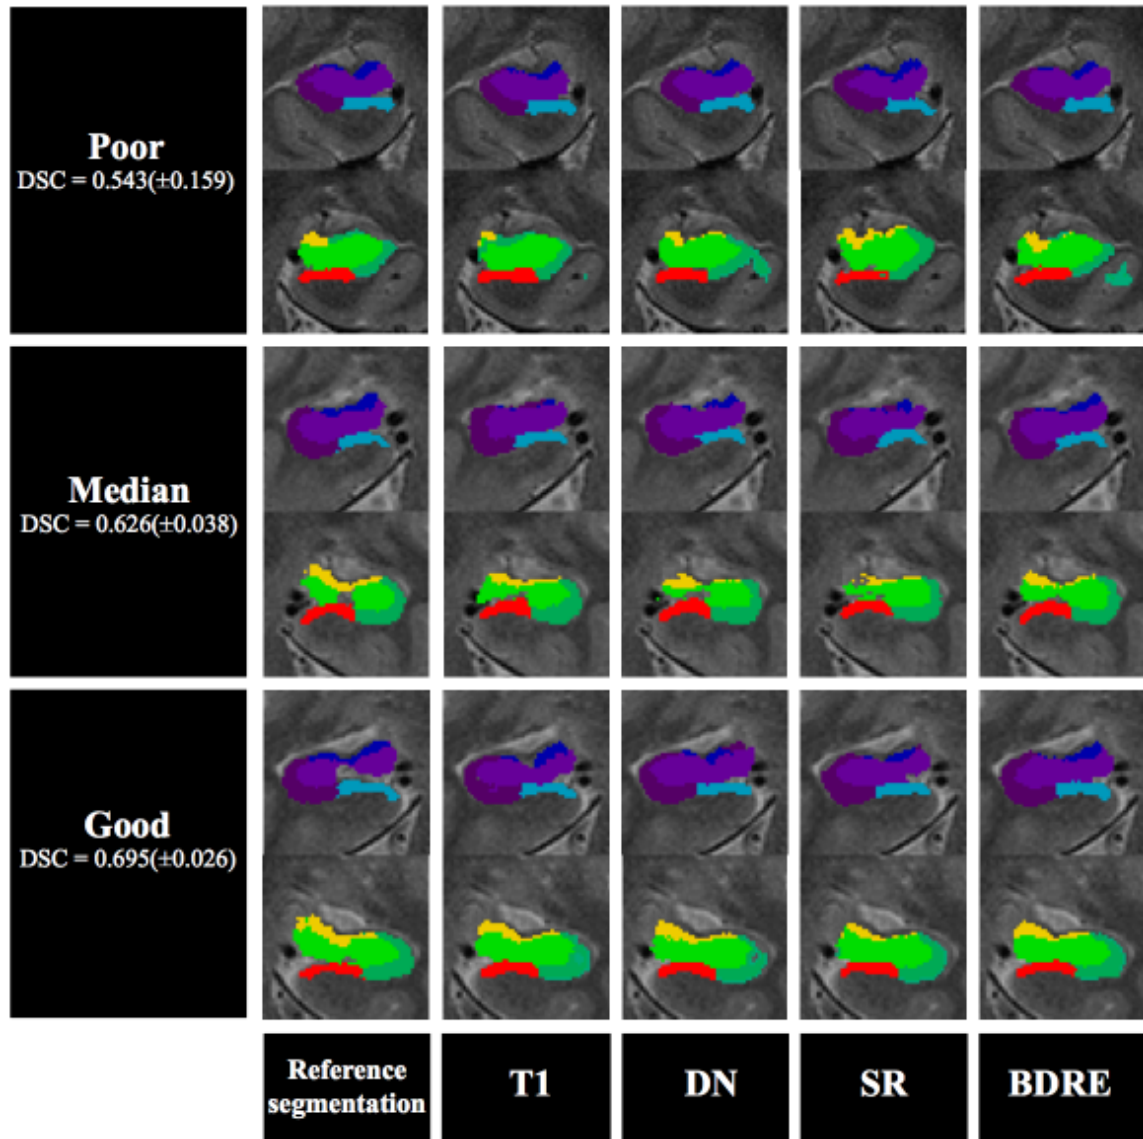 Poor
DSC = 0.543(±0.159)
Median
DSC = 0.626(±0.038)
Good
DSC = 0.695(±0.026)
Reference
segmentation
T1
DN
SR
BDRE